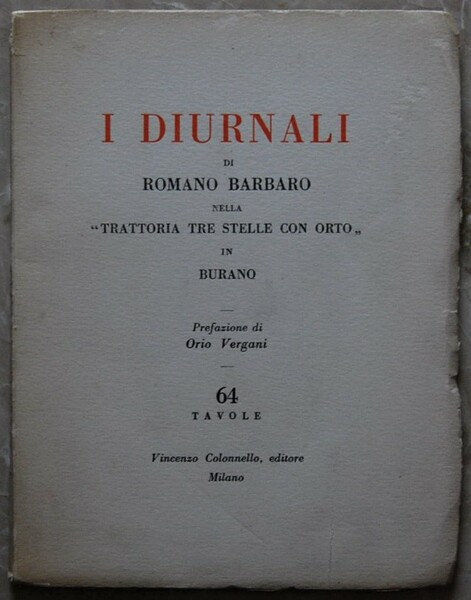 I DIURNALI
DI
ROMANO BARBARO
NELLA
"TRATTORIA TRE STELLE CON ORTO„
IN
BURANO
Prefazione di
Orio Vergani
64
TAVOLE
Vincenzo Colonnello, editore
Milano